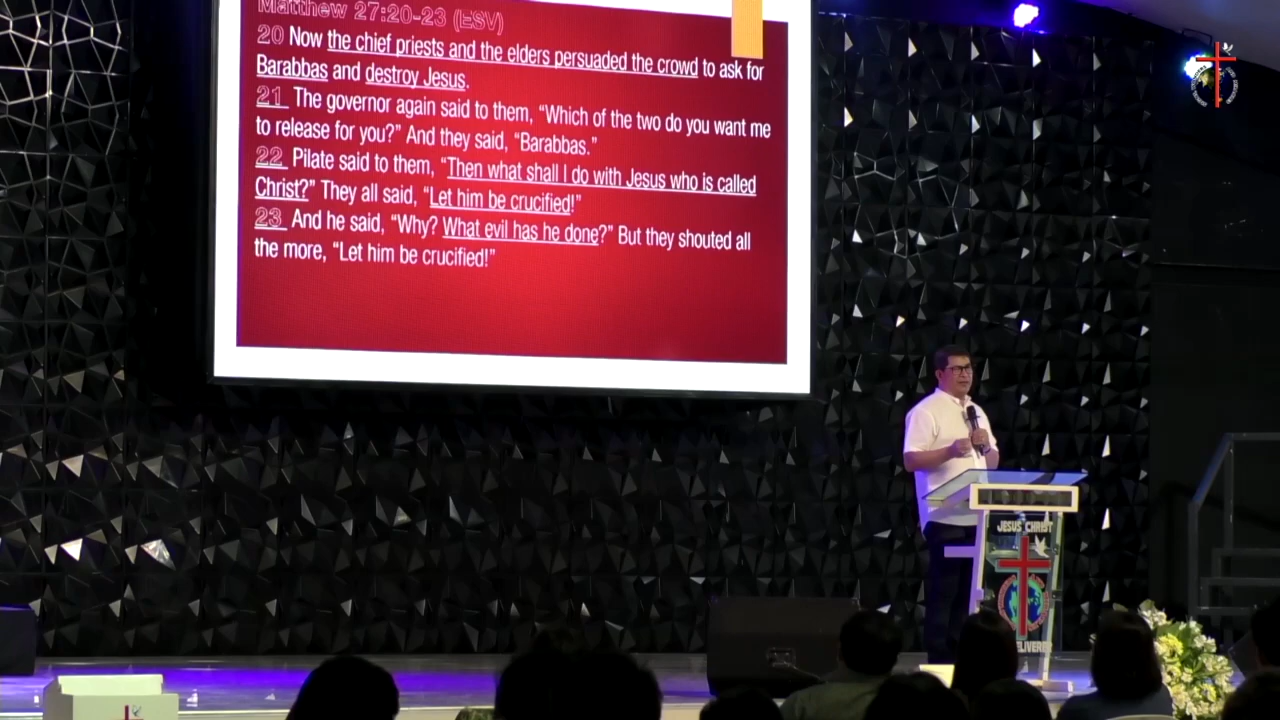 Matthew 27:20-23 (ESV)
20 Now the chief priests and the elders persuaded the crowd to ask for
Barabbas and destroy Jesus.
21 The governor again said to them, “Which of the two do you want me
to release for you?” And they said, “Barabbas.”
22 Pilate said to them, “Then what shall I do with Jesus who is called
Christ?” They all said, “Let him be crucified!”
23 And he said, “Why? What evil has he done?” But they shouted all
the more, “Let him be crucified!”
JESUS CHRIST